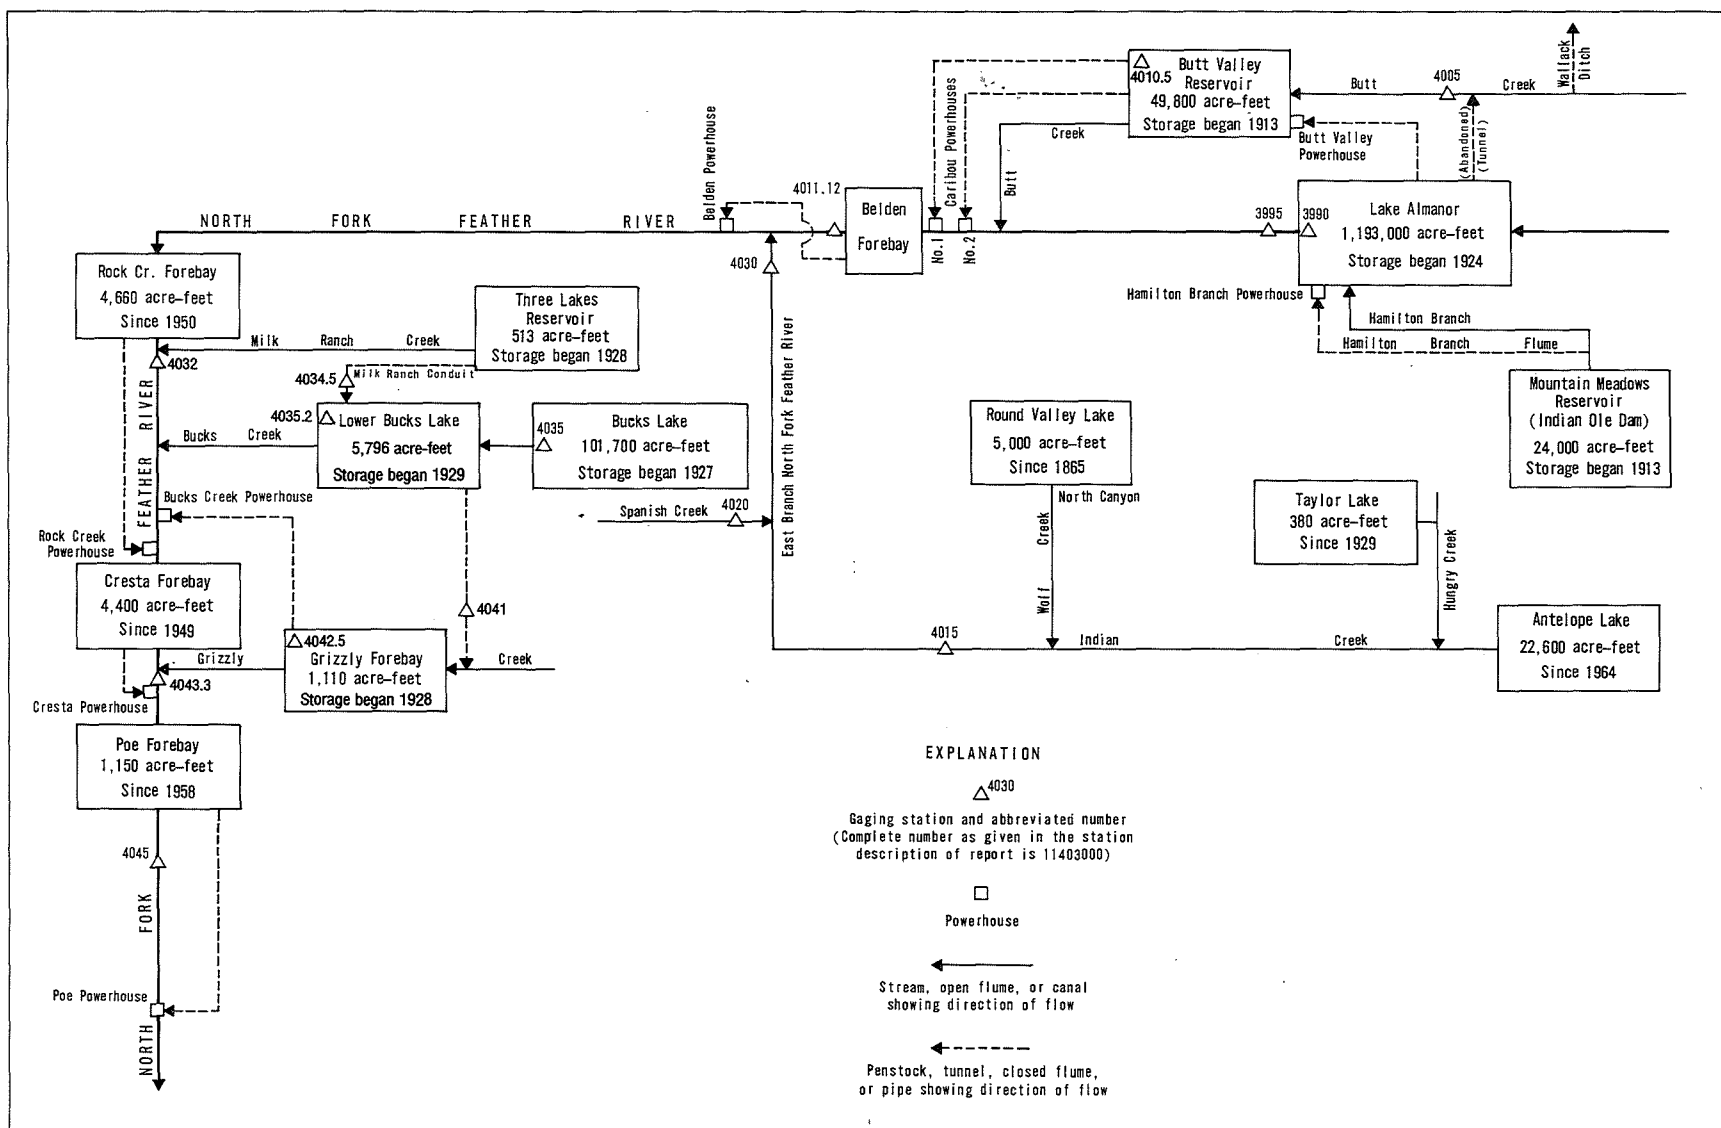 Wallack
Ditch
4010.5
Butt Valley
Reservoir
49,800 acre-feet
Storage began 1913
Butt
4005
Creek
Butt Valley
Powerhouse
(Abandoned)
(Tunnel)
Creek
Butt
Caribou Powerhouses
No.1
No.2
Belden Powerhouse
4011.12
Belden
Forebay
3995
3990
Lake Almanor
1,193,000 acre-feet
Storage began 1924
Hamilton Branch Powerhouse
Hamilton Branch
Hamilton Branch Flume
Mountain Meadows
Reservoir
(Indian Ole Dam)
24,000 acre-feet
Storage began 1913
NORTH FORK FEATHER RIVER
4030
East Branch North Fork Feather River
Rock Cr. Forebay
4,660 acre-feet
Since 1950
Three Lakes
Reservoir
513 acre-feet
Storage began 1928
Milk Ranch Creek
4032
4034.5
Milk Ranch Conduit
4035.2
Lower Bucks Lake
5,796 acre-feet
Storage began 1929
4035
Bucks Lake
101,700 acre-feet
Storage began 1927
Bucks Creek
FEATHER RIVER
Bucks Creek Powerhouse
Rock Creek
Powerhouse
Spanish Creek
4020
Round Valley Lake
5,000 acre-feet
Since 1865
North Canyon
Creek
Wolf
Taylor Lake
380 acre-feet
Since 1929
Hungry Creek
Cresta Forebay
4,400 acre-feet
Since 1949
4041
4042.5
Grizzly Forebay
1,110 acre-feet
Storage began 1928
Grizzly
Creek
4043.3
Cresta Powerhouse
4015
Indian
Creek
Antelope Lake
22,600 acre-feet
Since 1964
Poe Forebay
1,150 acre-feet
Since 1958
4045
NORTH FORK
Poe Powerhouse
EXPLANATION
4030
Gaging station and abbreviated number
(Complete number as given in the station
description of report is 11403000)
Powerhouse
Stream, open flume, or canal
showing direction of flow
Penstock, tunnel, closed flume,
or pipe showing direction of flow